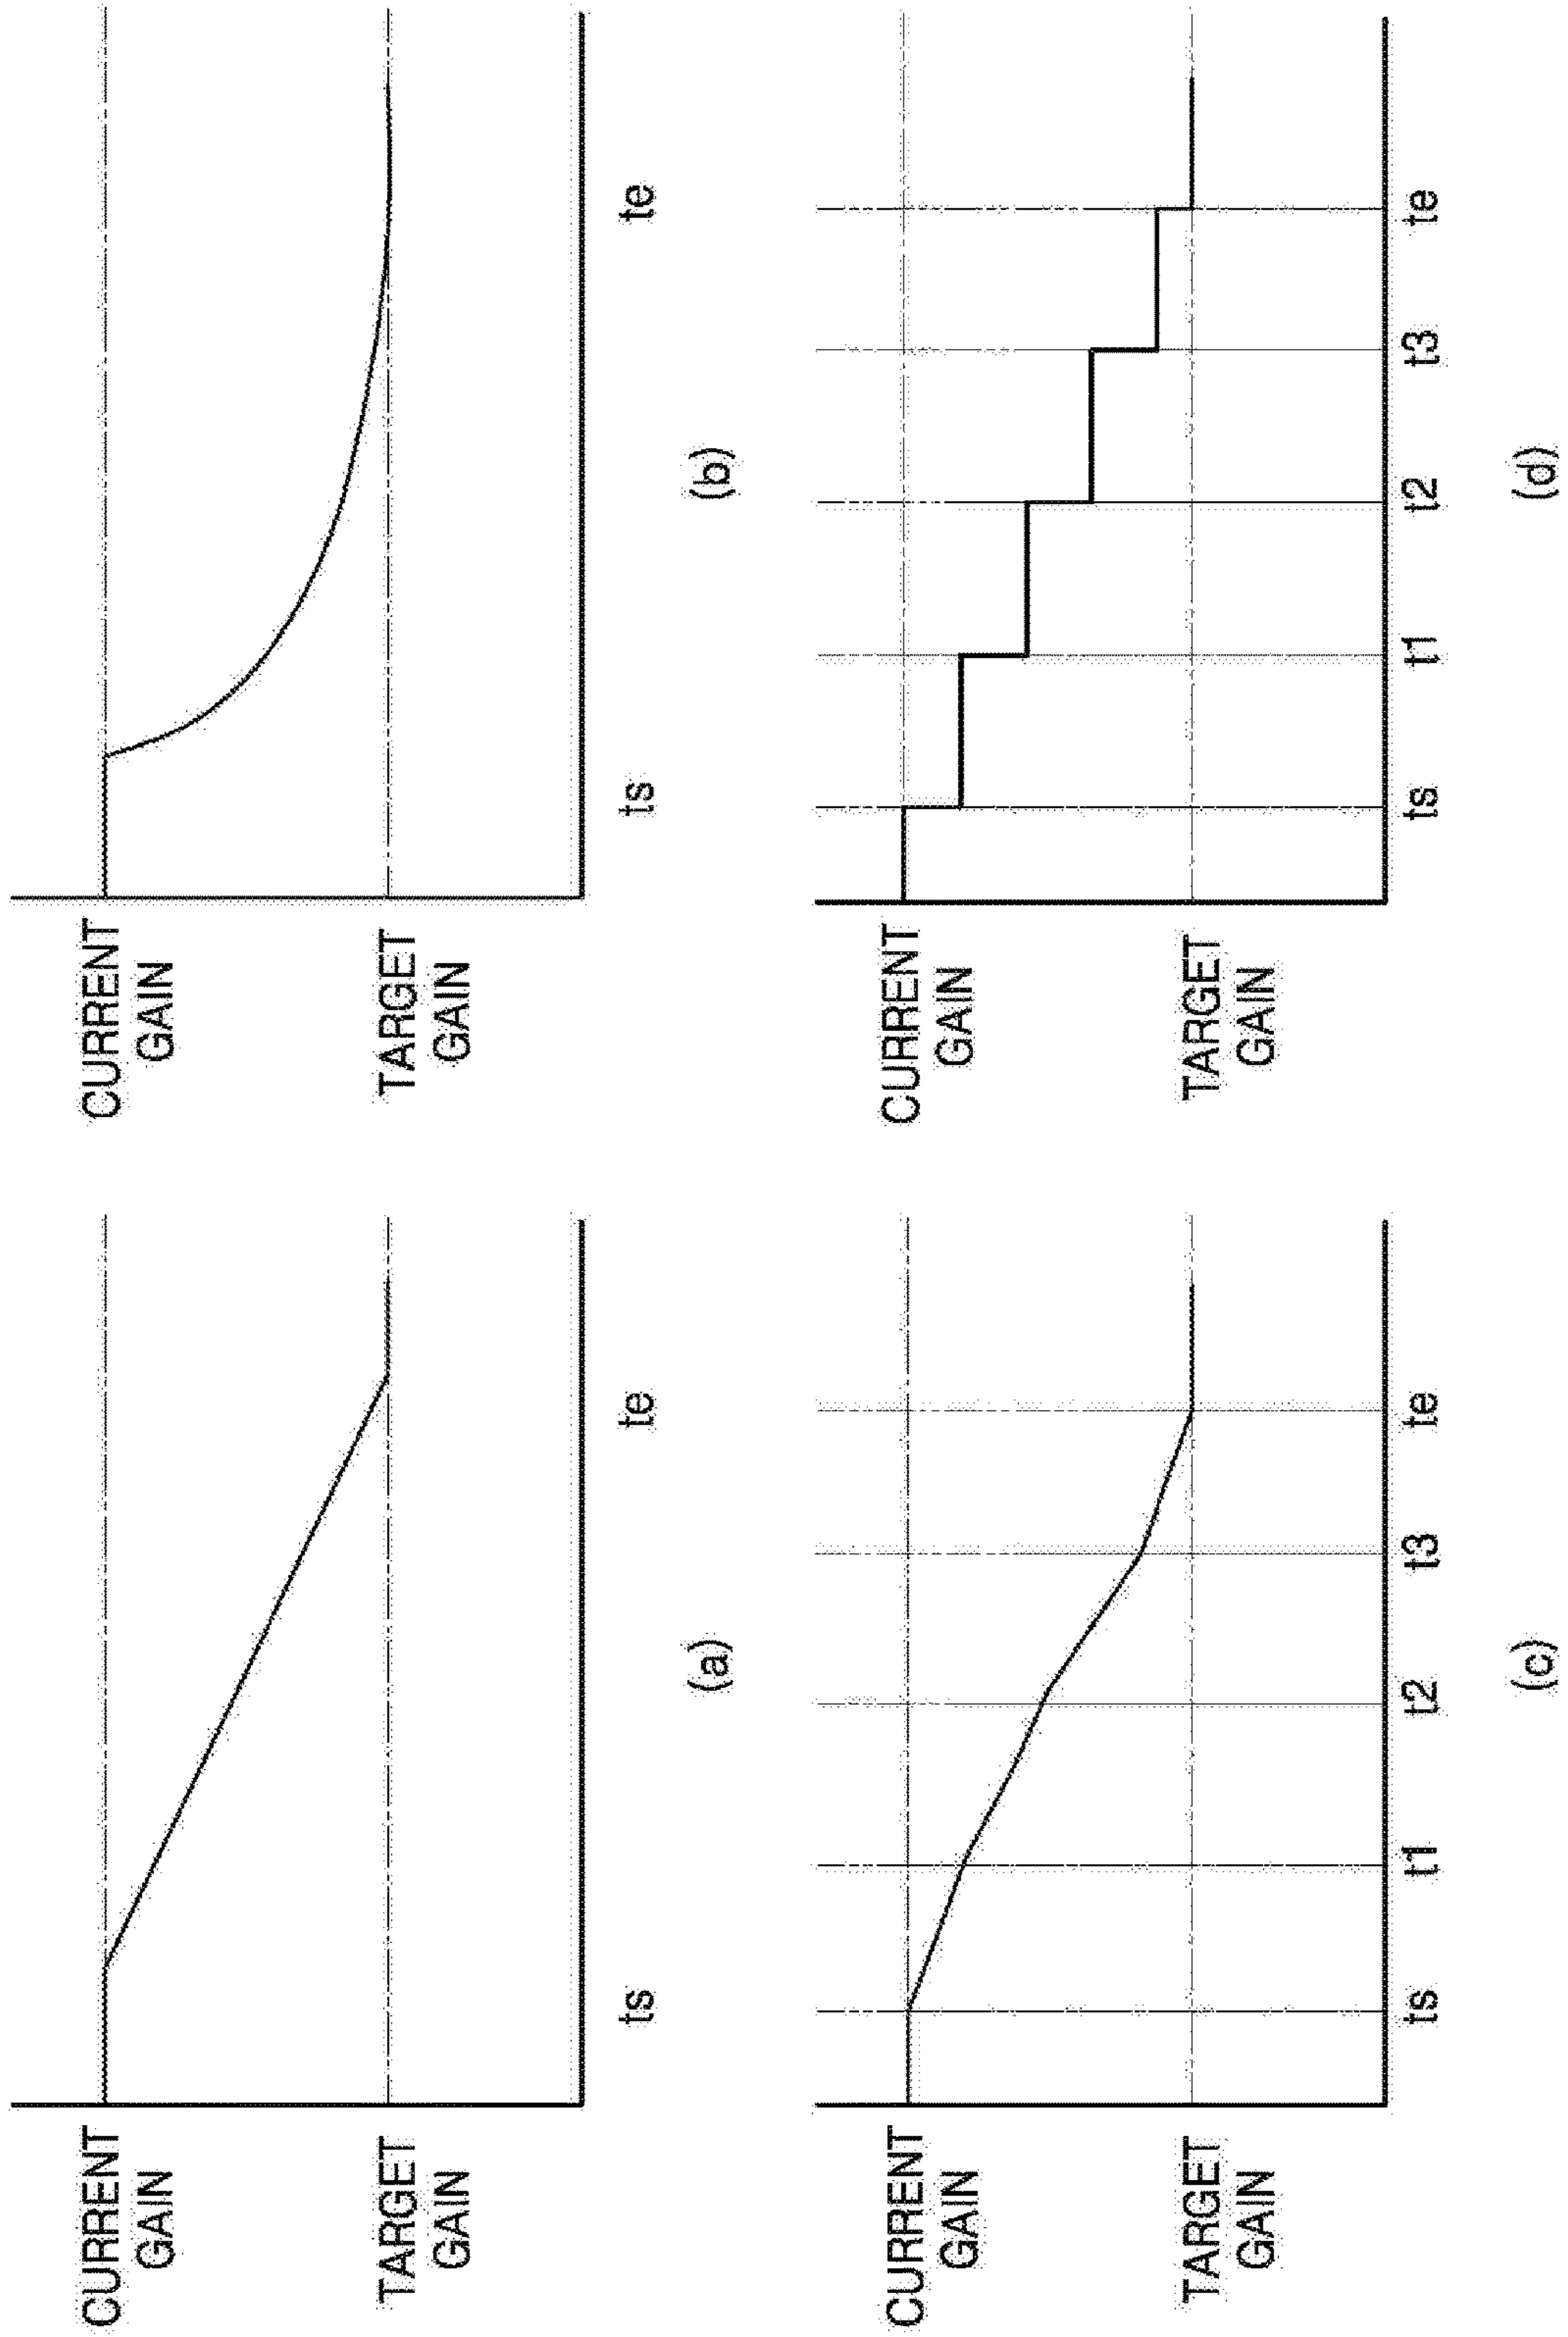 CURRENT
GAIN
TARGET
GAIN
ts
te
(a)
CURRENT
GAIN
TARGET
GAIN
ts
te
(b)
CURRENT
GAIN
TARGET
GAIN
ts
t1
t2
t3
te
(c)
CURRENT
GAIN
TARGET
GAIN
ts
t1
t2
t3
te
(d)